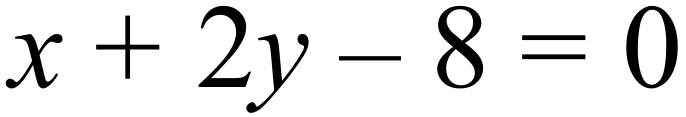 x + 2y – 8 = 0